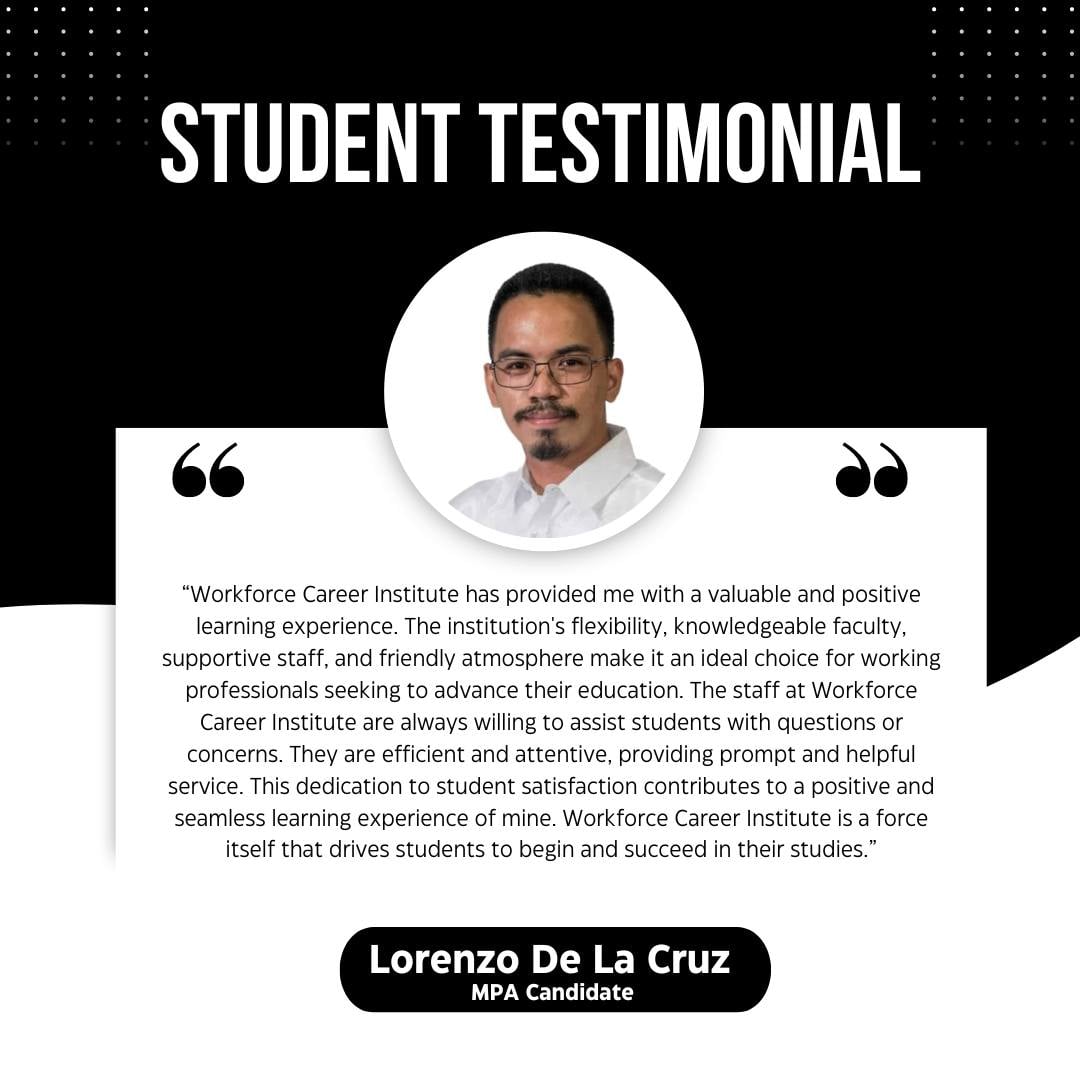 STUDENT TESTIMONIAL
“Workforce Career Institute has provided me with a valuable and positive
learning experience. The institution's flexibility, knowledgeable faculty,
supportive staff, and friendly atmosphere make it an ideal choice for working
professionals seeking to advance their education. The staff at Workforce
Career Institute are always willing to assist students with questions or
concerns. They are efficient and attentive, providing prompt and helpful
service. This dedication to student satisfaction contributes to a positive and
seamless learning experience of mine. Workforce Career Institute is a force
itself that drives students to begin and succeed in their studies.”
Lorenzo De La Cruz
MPA Candidate